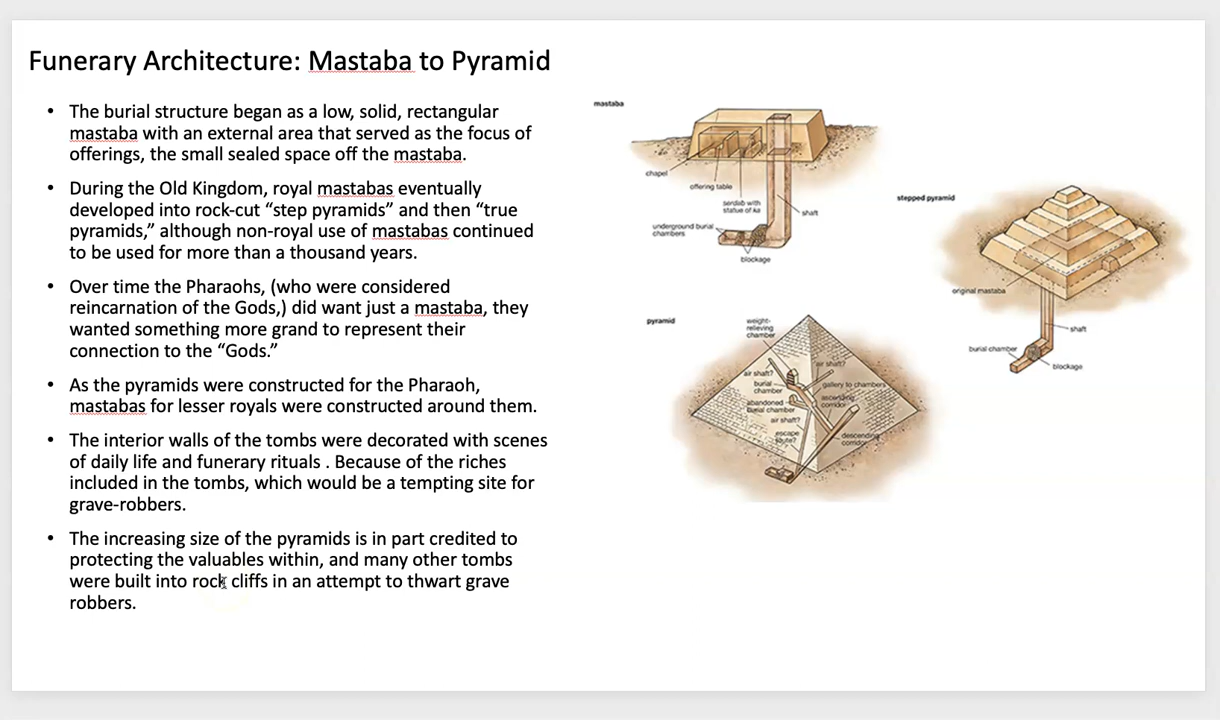 Funerary Architecture: Mastaba to Pyramid
• The burial structure began as a low, solid, rectangular
mastaba with an external area that served as the focus of
offerings, the small sealed space off the mastaba.
• During the Old Kingdom, royal mastabas eventually
developed into rock-cut “step pyramids” and then “true
pyramids,” although non-royal use of mastabas continued
to be used for more than a thousand years.
• Over time the Pharaohs, (who were considered
reincarnation of the Gods,) did want just a mastaba, they
wanted something more grand to represent their
connection to the “Gods.”
• As the pyramids were constructed for the Pharaoh,
mastabas for lesser royals were constructed around them.
• The interior walls of the tombs were decorated with scenes
of daily life and funerary rituals . Because of the riches
included in the tombs, which would be a tempting site for
grave-robbers.
• The increasing size of the pyramids is in part credited to
protecting the valuables within, and many other tombs
were built into rock cliffs in an attempt to thwart grave
robbers.
mastaba
chapel
offering table
serdab with
statue of ka
shaft
underground burial
chambers
blockage
stepped pyramid
original mastaba
shaft
burial chamber
blockage
pyramid
weight-
relieving
chamber
air shaft?
air shaft?
burial
chamber
gallery to chambers
abandoned
burial chamber
ascending
corridor
air shaft?
escape
route?
descending
corridor